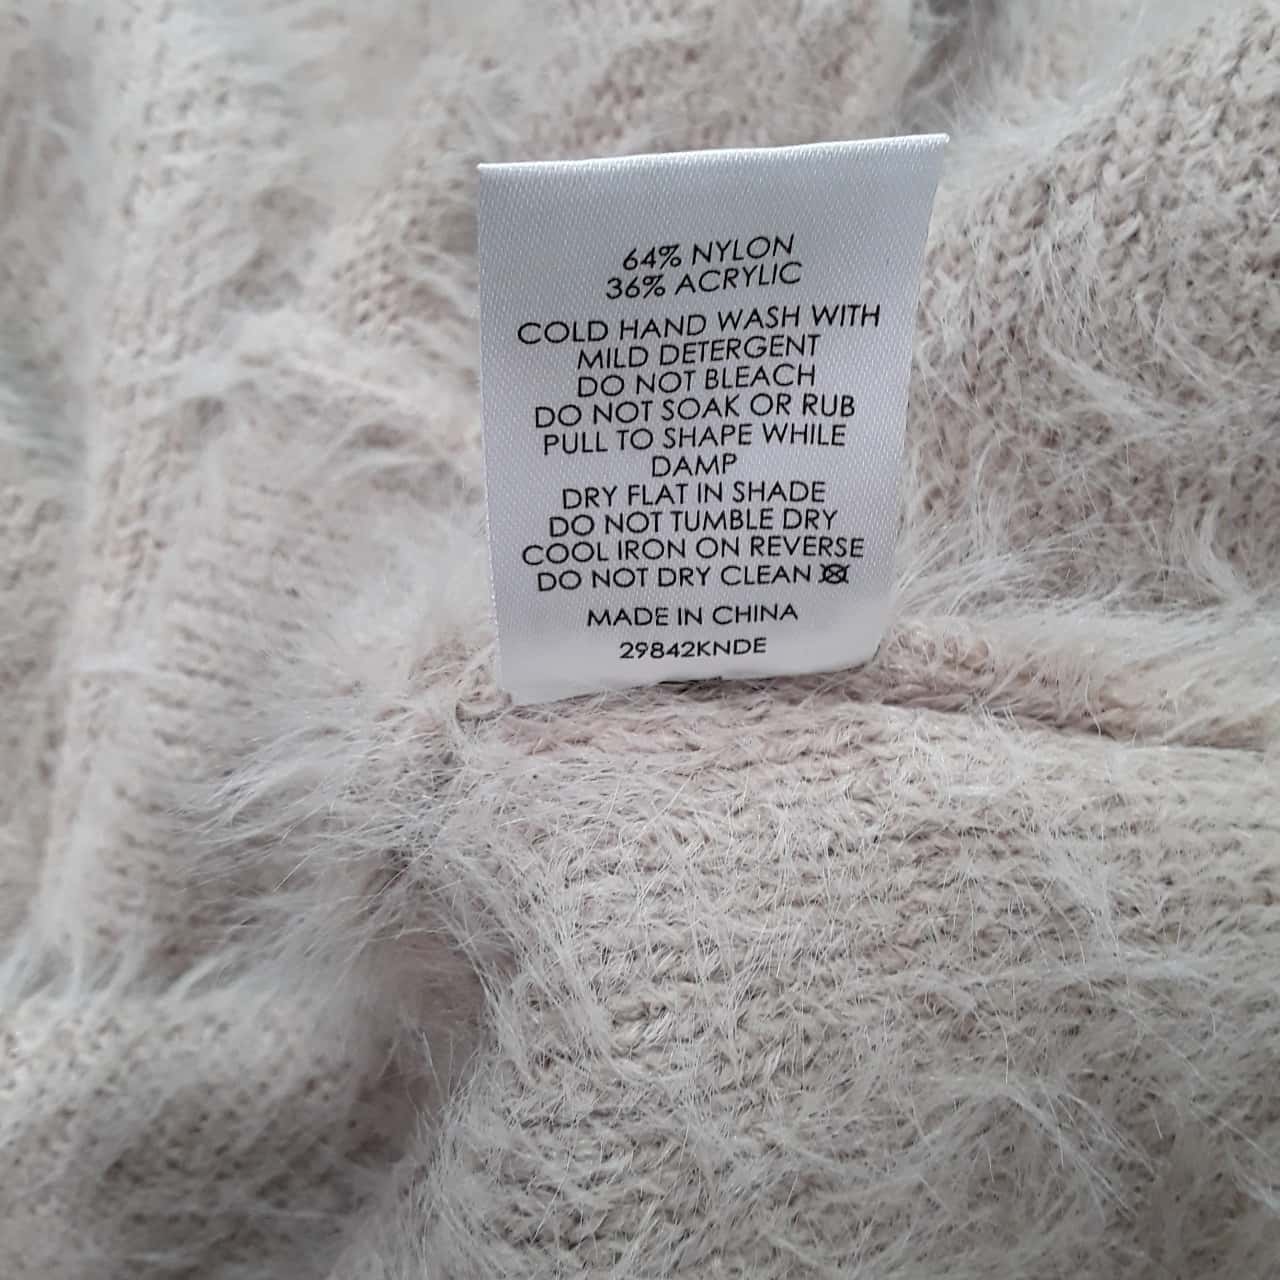 64% NYLON
36% ACRYLIC
COLD HAND WASH WITH
MILD DETERGENT
DO NOT BLEACH
DO NOT SOAK OR RUB
PULL TO SHAPE WHILE
DAMP
DRY FLAT IN SHADE
DO NOT TUMBLE DRY
COOL IRON ON REVERSE
DO NOT DRY CLEAN
MADE IN CHINA
29842KNDE